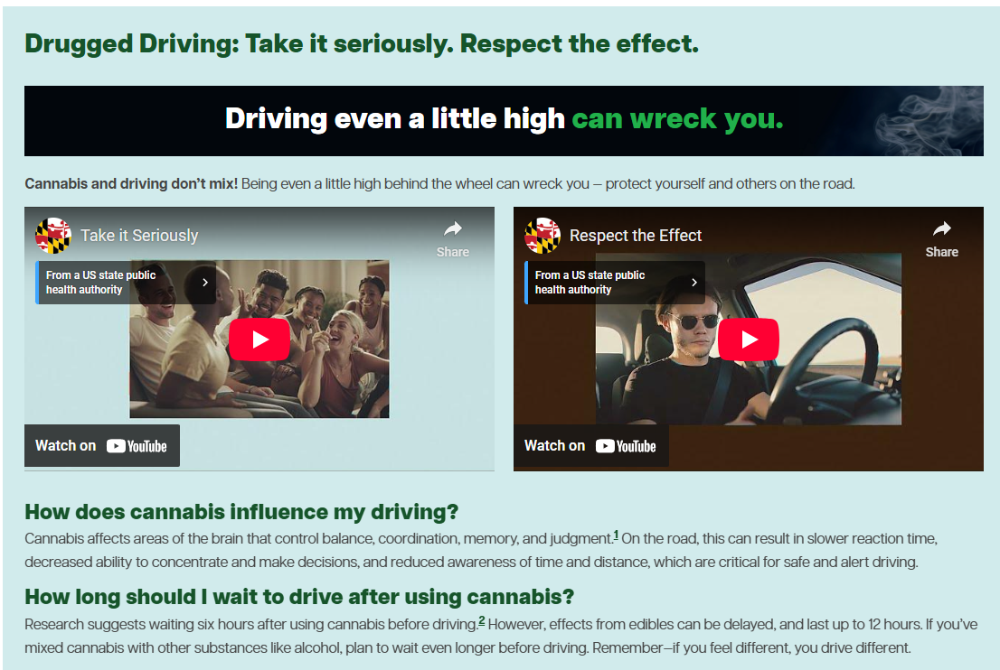 Drugged Driving: Take it seriously. Respect the effect.
Driving even a little high can wreck you.
Cannabis and driving don’t mix! Being even a little high behind the wheel can wreck you – protect yourself and others on the road.
Take it Seriously
Share
From a US state public
health authority
Watch on YouTube
Respect the Effect
Share
From a US state public
health authority
Watch on YouTube
How does cannabis influence my driving?
Cannabis affects areas of the brain that control balance, coordination, memory, and judgment.1 On the road, this can result in slower reaction time,
decreased ability to concentrate and make decisions, and reduced awareness of time and distance, which are critical for safe and alert driving.
How long should I wait to drive after using cannabis?
Research suggests waiting six hours after using cannabis before driving.2 However, effects from edibles can be delayed, and last up to 12 hours. If you’ve
mixed cannabis with other substances like alcohol, plan to wait even longer before driving. Remember—if you feel different, you drive different.